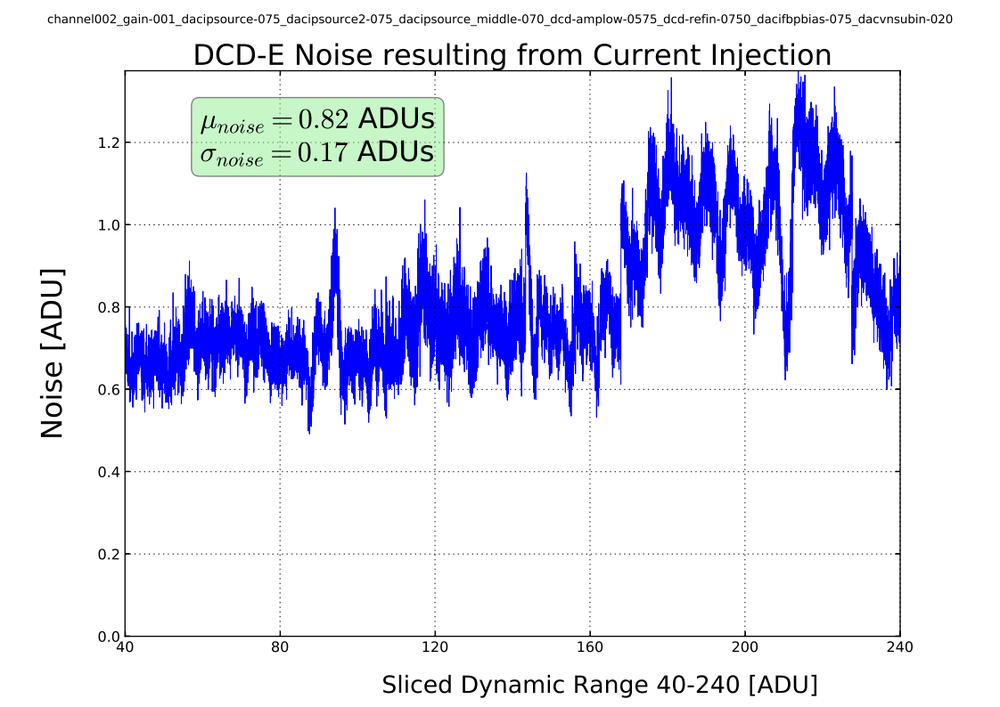 channel002_gain-001_dacipsource-075_dacipsource2-075_dacipsource_middle-070_dcd-amplow-0575_dcd-refin-0750_dacifbpbias-075_dacvnsubin-020
DCD-E Noise resulting from Current Injection
μnoise = 0.82 ADUs
σnoise = 0.17 ADUs
1.2
1.0
0.8
0.6
0.4
0.2
0.0
Noise [ADU]
40 80 120 160 200 240
Sliced Dynamic Range 40-240 [ADU]